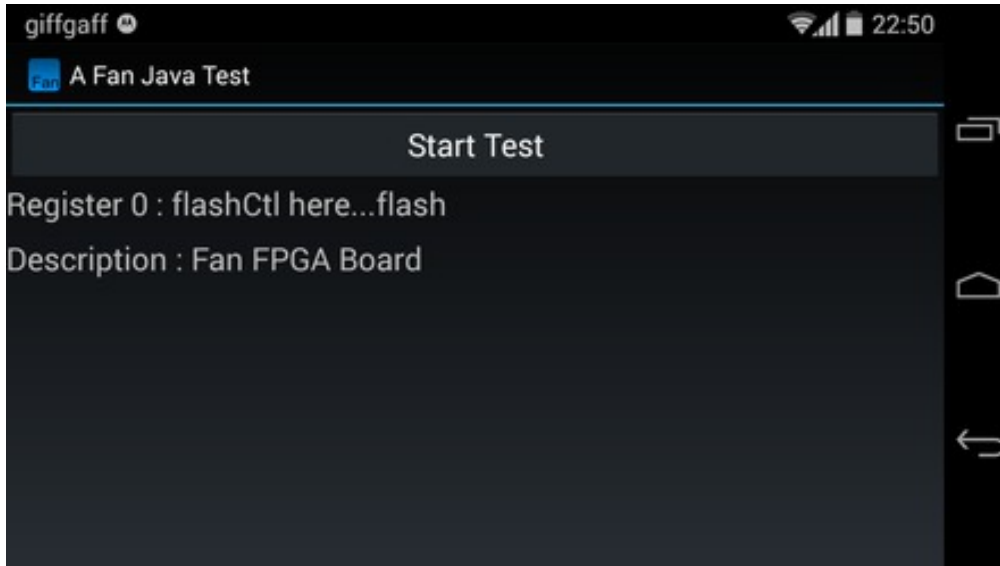 giffgaff 22:50
Fan A Fan Java Test
Start Test
Register 0 : flashCtl here...flash
Description : Fan FPGA Board